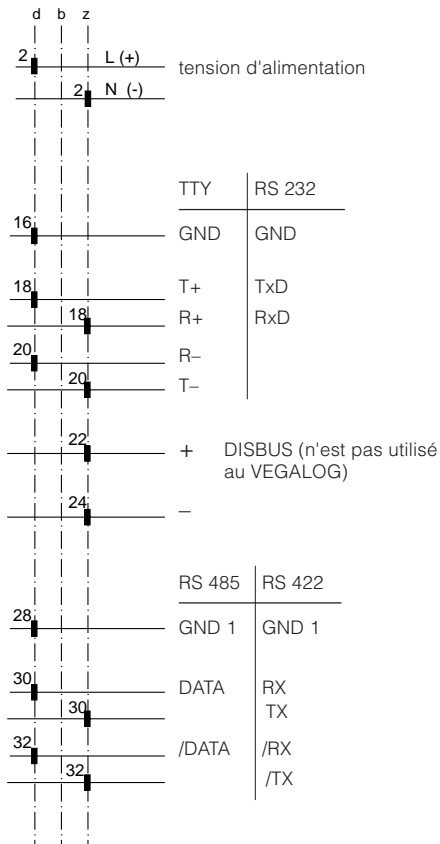 d b z
2 L (+) tension d'alimentation
2 N (-)
TTY RS 232
16 GND GND
18 T+ TxD
18 R+ RxD
20 R–
20 T–
22 + DISBUS (n'est pas utilisé
au VEGALOG)
24 –
RS 485 RS 422
28 GND 1 GND 1
30 DATA RX
30 TX
32 /DATA /RX
32 /TX